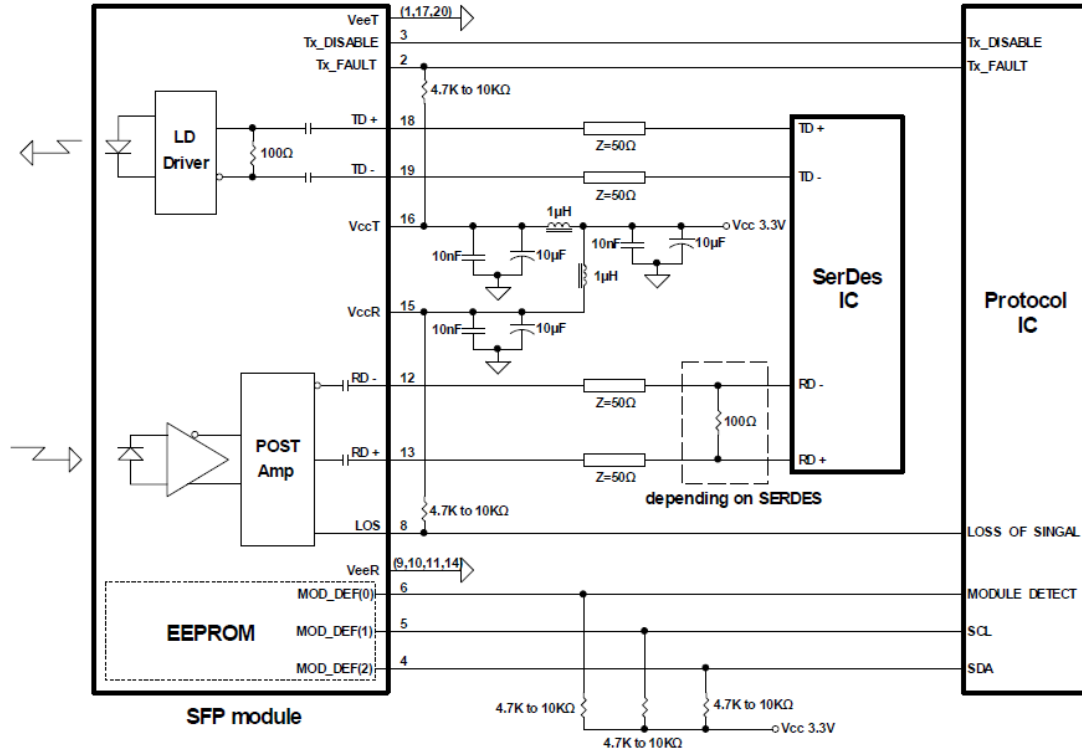 VeeT
(1,17,20)
Tx_DISABLE
3
Tx_DISABLE
Tx_FAULT
2
Tx_FAULT
4.7K to 10KΩ
LD
Driver
100Ω
TD +
18
Z=50Ω
TD +
TD -
19
Z=50Ω
TD -
VccT
16
1µH
Vcc 3.3V
10nF
10µF
10nF
10µF
1µH
SerDes
IC
Protocol
IC
VccR
15
10nF
10µF
RD -
12
Z=50Ω
RD -
100Ω
POST
Amp
RD +
13
Z=50Ω
RD +
depending on SERDES
4.7K to 10KΩ
LOS
8
LOSS OF SINGAL
VeeR
(9,10,11,14)
MOD_DEF(0)
6
MODULE DETECT
EEPROM
MOD_DEF(1)
5
SCL
MOD_DEF(2)
4
SDA
4.7K to 10KΩ
4.7K to 10KΩ
Vcc 3.3V
4.7K to 10KΩ
SFP module